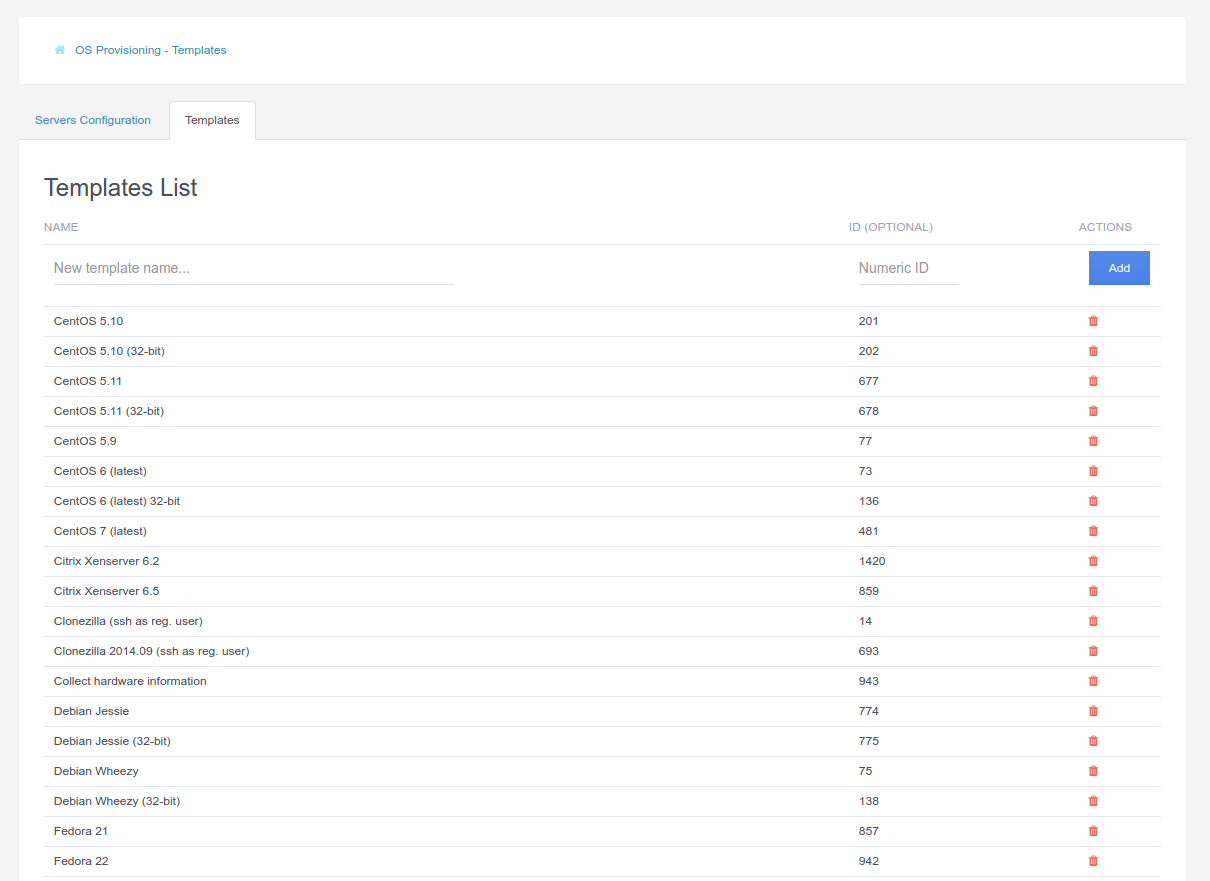 OS Provisioning - Templates
Servers Configuration Templates
Templates List
NAME ID (OPTIONAL) ACTIONS
New template name... Numeric ID Add
CentOS 5.10 201
CentOS 5.10 (32-bit) 202
CentOS 5.11 677
CentOS 5.11 (32-bit) 678
CentOS 5.9 77
CentOS 6 (latest) 73
CentOS 6 (latest) 32-bit 136
CentOS 7 (latest) 481
Citrix Xenserver 6.2 1420
Citrix Xenserver 6.5 859
Clonezilla (ssh as reg. user) 14
Clonezilla 2014.09 (ssh as reg. user) 693
Collect hardware information 943
Debian Jessie 774
Debian Jessie (32-bit) 775
Debian Wheezy 75
Debian Wheezy (32-bit) 138
Fedora 21 857
Fedora 22 942